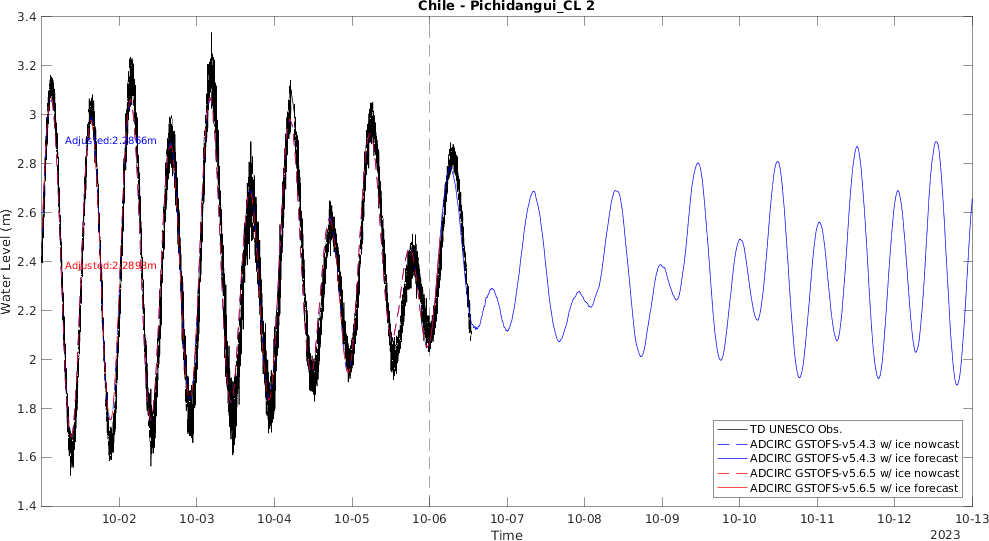 Chile - Pichidangui_CL 2
3.4
3.2
3
2.8
2.6
2.4
2.2
2
1.8
1.6
1.4
Water Level (m)
Adjusted:2.2866m
Adjusted:2.2893m
TD UNESCO Obs.
ADCIRC GSTOFS-v5.4.3 w/ ice nowcast
ADCIRC GSTOFS-v5.4.3 w/ ice forecast
ADCIRC GSTOFS-v5.6.5 w/ ice nowcast
ADCIRC GSTOFS-v5.6.5 w/ ice forecast
10-02 10-03 10-04 10-05 10-06 10-07 10-08 10-09 10-10 10-11 10-12 10-13
Time
2023